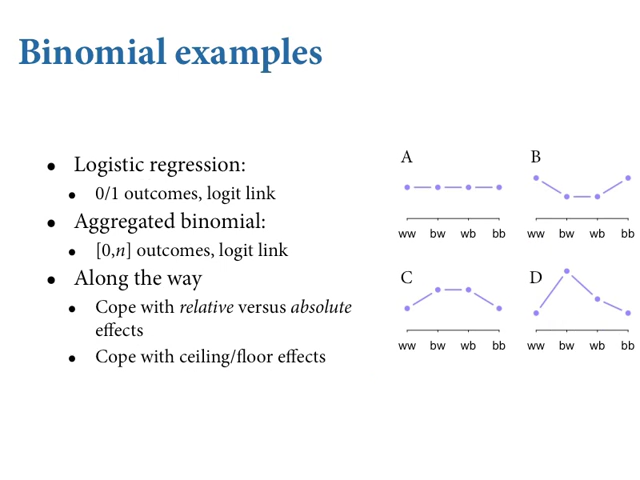 Binomial examples
• Logistic regression:
• 0/1 outcomes, logit link
• Aggregated binomial:
• [0,n] outcomes, logit link
• Along the way
• Cope with relative versus absolute
effects
• Cope with ceiling/floor effects
A
ww bw wb bb
B
ww bw wb bb
C
ww bw wb bb
D
ww bw wb bb